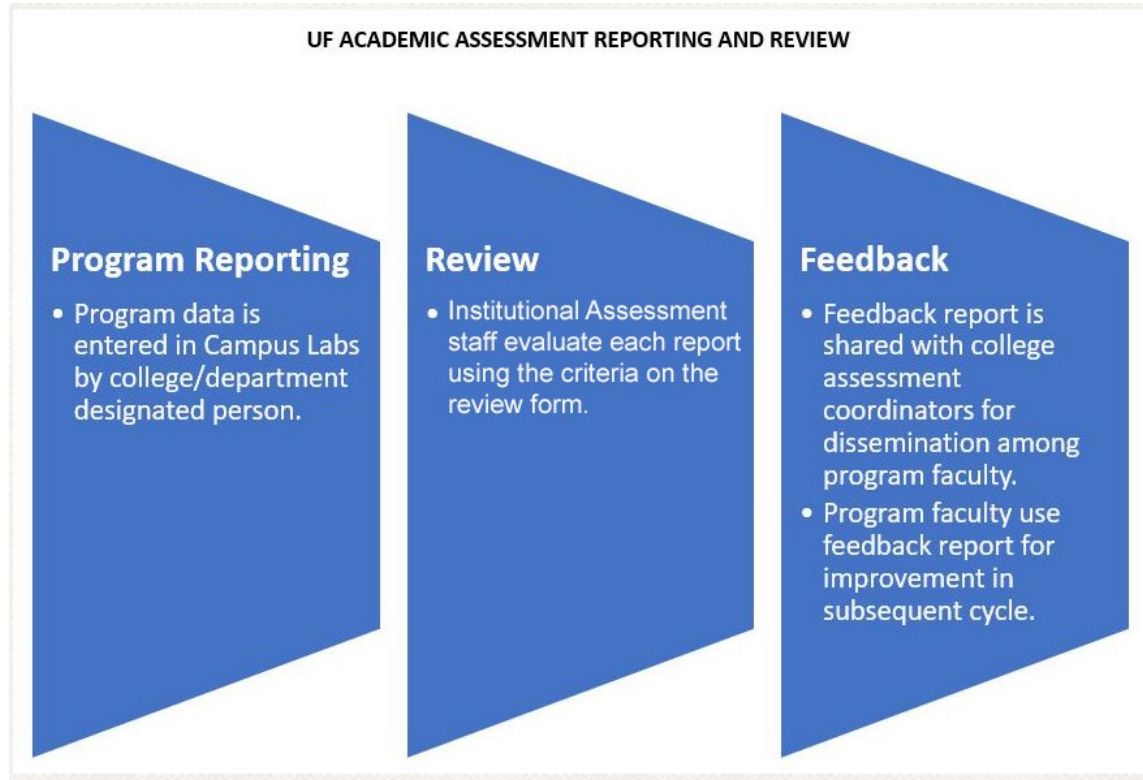 UF ACADEMIC ASSESSMENT REPORTING AND REVIEW
Program Reporting
• Program data is
entered in Campus Labs
by college/department
designated person.
Review
• Institutional Assessment
staff evaluate each report
using the criteria on the
review form.
Feedback
• Feedback report is
shared with college
assessment
coordinators for
dissemination among
program faculty.
• Program faculty use
feedback report for
improvement in
subsequent cycle.